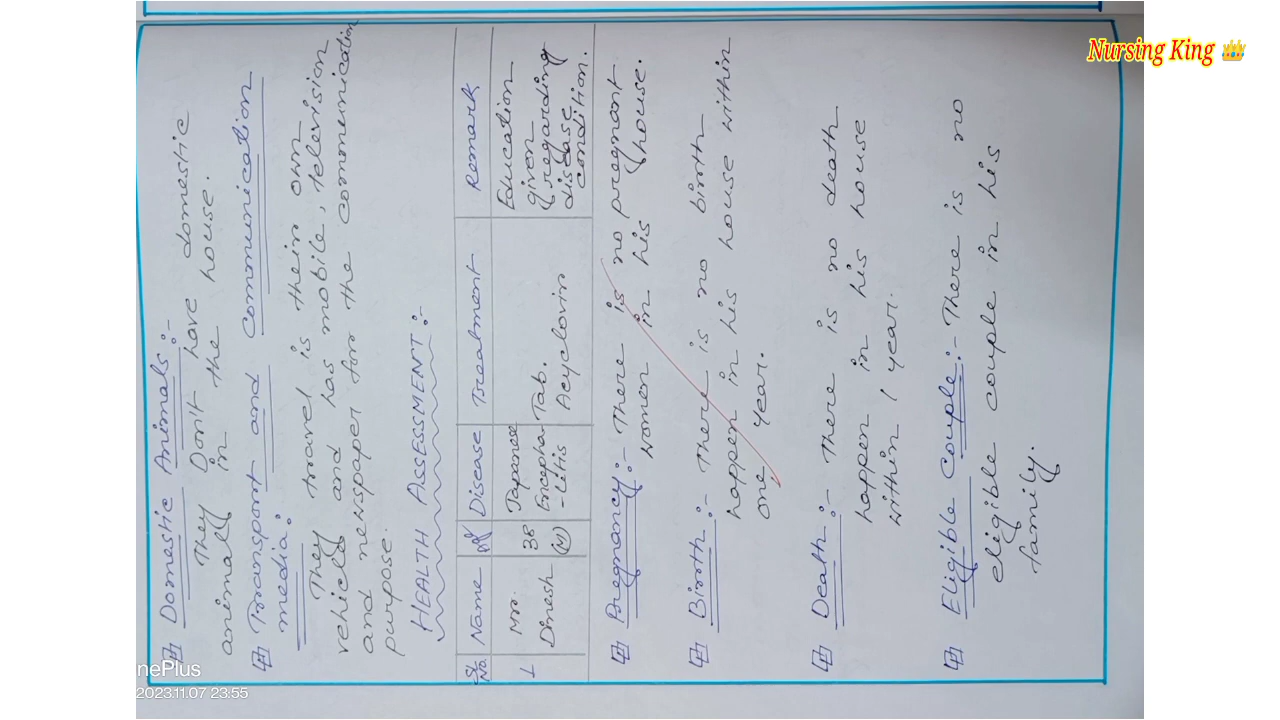 Nursing King 👑
Domestic Animals:-
They Don't have domestic
animall in the house.
Transport and Communication
media:
They travel is their own
vehicle and has mobile, television
and newspaper for the communication
purpose.
HEALTH ASSESSMENT:-
Sl. No. Name Disease Treatment Remark
1 Mr. Dinesh 38 (M) Japanese Encepha-litis Tab. Acyclovir Education given regarding disease condition.
Pregnancy:- There is no pregnant
women in his house.
Birth:- There is no birth
happen in his house within
one year.
Death:- There is no death
happen in his house
within 1 year.
Eligible Couple:- There is no
eligible couple in his
family.
nePlus
2023.11.07 23:55